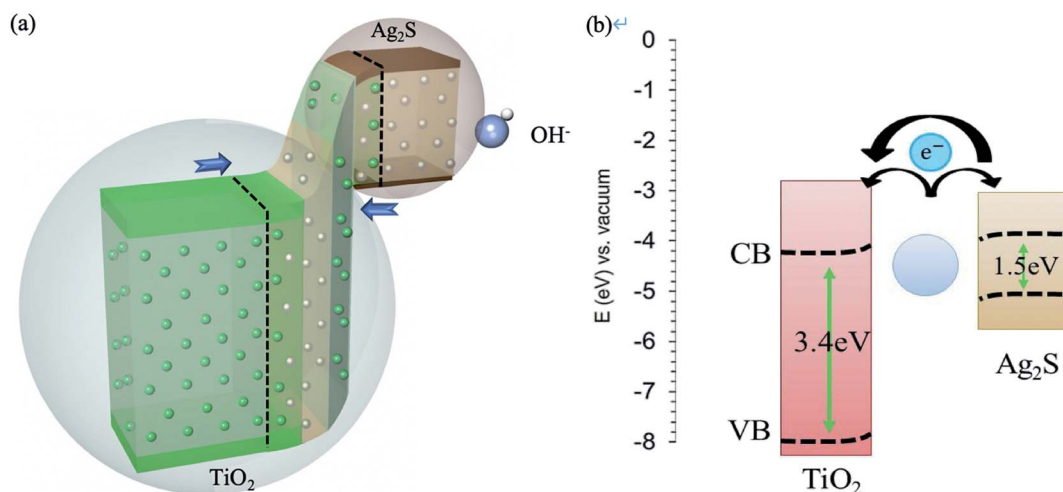 (a)
Ag₂S
OH⁻
TiO₂
(b)↵
E (eV) vs. vacuum
0
-1
-2
-3
-4
-5
-6
-7
-8
e⁻
CB
1.5eV
3.4eV
VB
Ag₂S
TiO₂